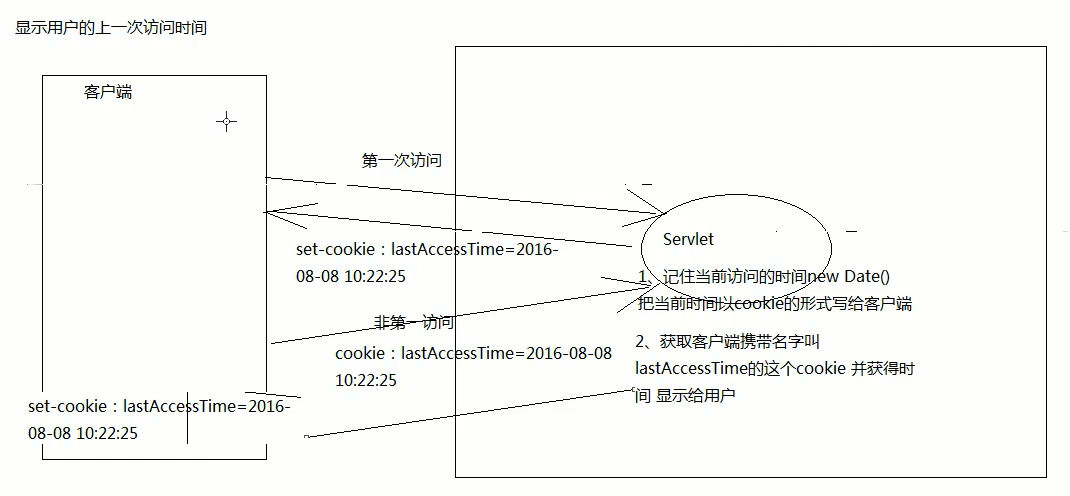 显示用户的上一次访问时间
客户端
第一次访问
set-cookie：lastAccessTime=2016-
08-08 10:22:25
Servlet
1、记住当前访问的时间new Date()
把当前时间以cookie的形式写给客户端
非第一访问
cookie：lastAccessTime=2016-08-08
10:22:25
2、获取客户端携带名字叫
lastAccessTime的这个cookie 并获得时
间 显示给用户
set-cookie：lastAccessTime=2016-
08-08 10:22:25